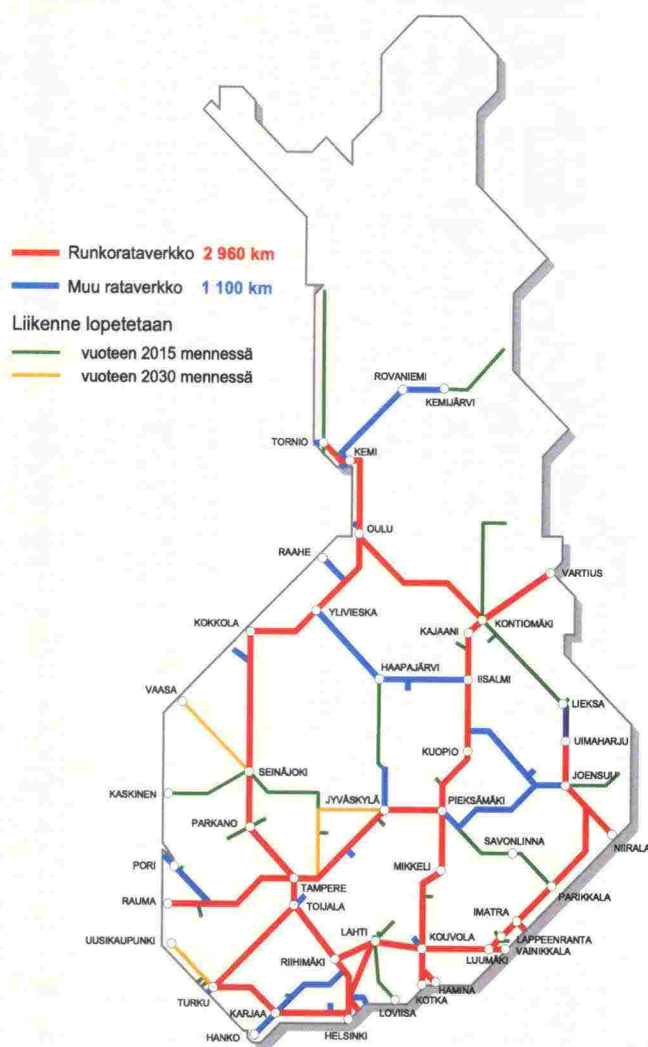 Runkorataverkko 2 960 km
Muu rataverkko 1 100 km
Liikenne lopetetaan
vuoteen 2015 mennessä
vuoteen 2030 mennessä
ROVANIEMI
KEMIJÄRVI
TORNIO
KEMI
OULU
RAAHE
VARTIUS
YLIVIESKA
KOKKOLA
KONTIOMÄKI
KAJAANI
HAAPAJÄRVI
IISALMI
VAASA
LIEKSA
UIMAHARJU
KUOPIO
SEINÄJOKI
JOENSUU
KASKINEN
JYVÄSKYLÄ
PIEKSÄMÄKI
PARKANO
SAVONLINNA
NIIRALA
PORI
MIKKELI
TAMPERE
PARIKKALA
RAUMA
TOIJALA
IMATRA
UUSIKAUPUNKI
LAHTI
KOUVOLA
LAPPEENRANTA
LUUMÄKI
VAINIKKALA
RIIHIMÄKI
TURKU
HAMINA
KOTKA
LOVIISA
KARJAA
HANKO
HELSINKI